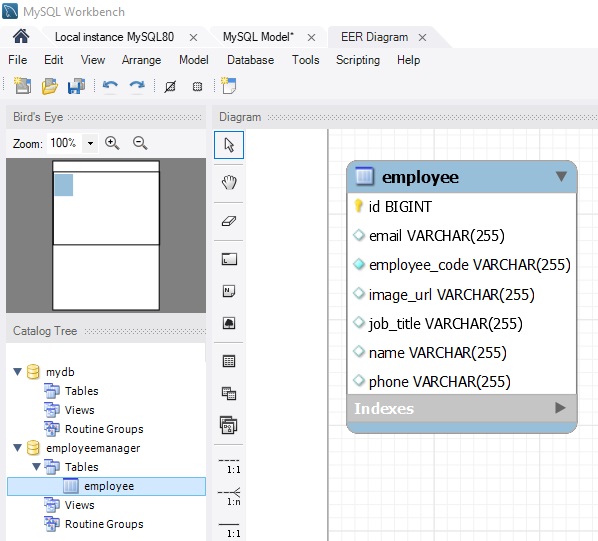 MySQL Workbench
Local instance MySQL80
MySQL Model*
EER Diagram
File Edit View Arrange Model Database Tools Scripting Help
Bird's Eye
Zoom: 100%
Catalog Tree
mydb
Tables
Views
Routine Groups
employeemanager
Tables
employee
Views
Routine Groups
Diagram
1:1
1:n
1:1
employee
id BIGINT
email VARCHAR(255)
employee_code VARCHAR(255)
image_url VARCHAR(255)
job_title VARCHAR(255)
name VARCHAR(255)
phone VARCHAR(255)
Indexes